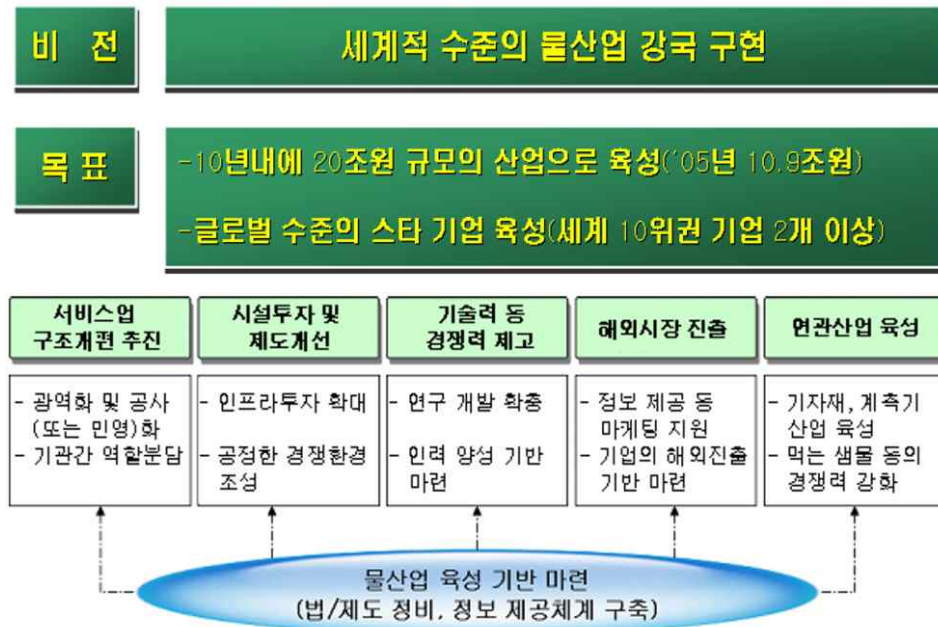 비 전
세계적 수준의 물산업 강국 구현
목 표
-10년내에 20조원 규모의 산업으로 육성('05년 10.9조원)
-글로벌 수준의 스타 기업 육성(세계 10위권 기업 2개 이상)
서비스업
구조개편 추진
- 광역화 및 공사
(또는 민영)화
- 기관간 역할분담
시설투자 및
제도개선
- 인프라투자 확대
- 공정한 경쟁환경
조성
기술력 등
경쟁력 제고
- 연구 개발 확충
- 인력 양성 기반
마련
해외시장 진출
- 정보 제공 등
마케팅 지원
- 기업의 해외진출
기반 마련
연관산업 육성
- 기자재, 계측기
산업 육성
- 먹는 샘물 등의
경쟁력 강화
물산업 육성 기반 마련
(법/제도 정비, 정보 제공체계 구축)